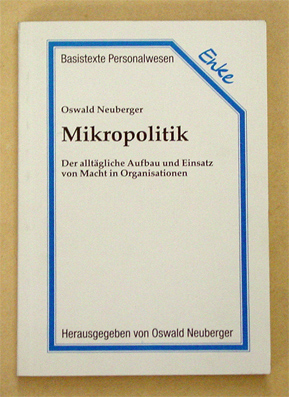 Basistexte Personalwesen
Enke
Oswald Neuberger
Mikropolitik
Der alltägliche Aufbau und Einsatz
von Macht in Organisationen
Herausgegeben von Oswald Neuberger